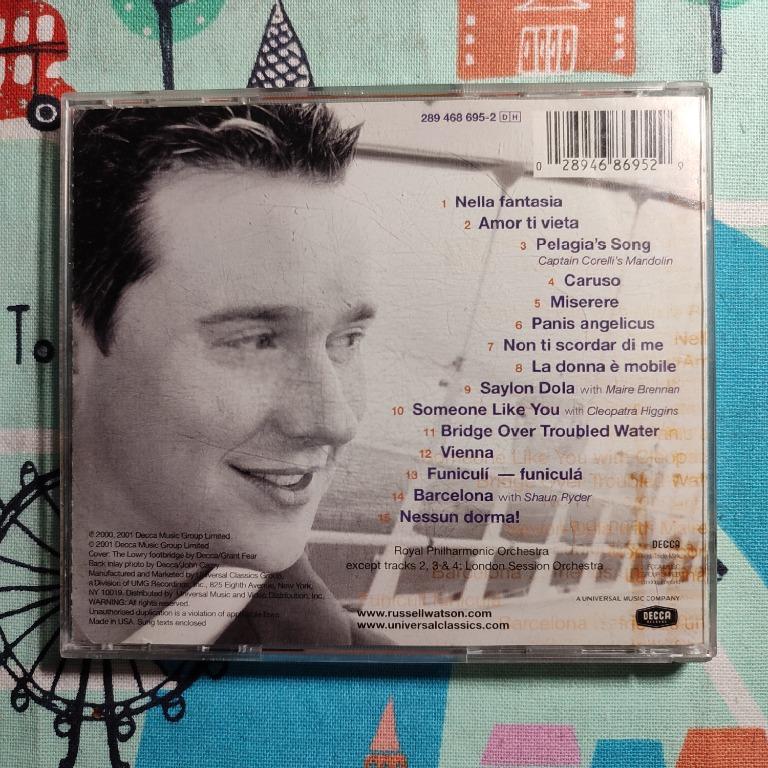 289 468 695-2 DH
0 28946 86952 9
1 Nella fantasia
2 Amor ti vieta
3 Pelagia's Song
Captain Corelli's Mandolin
4 Caruso
5 Miserere
6 Panis angelicus
7 Non ti scordar di me
8 La donna è mobile
9 Saylon Dola with Maire Brennan
10 Someone Like You with Cleopatra Higgins
11 Bridge Over Troubled Water
12 Vienna
13 Funiculí — funiculá
14 Barcelona with Shaun Ryder
15 Nessun dorma!
To
℗ 2000, 2001 Decca Music Group Limited
© 2001 Decca Music Group Limited
Cover: The Lowry footbridge by Decca/Grant Fear
Back inlay photo by Decca/John
Manufactured and Marketed by Universal Classics Group,
a Division of UMG Recordings, Inc., 825 Eighth Avenue, New York,
NY 10019. Distributed by Universal Music and Video Distribution, Inc.
WARNING: All rights reserved.
Unauthorised duplication is a violation of applicable laws.
Made in USA. Sung texts enclosed
Royal Philharmonic Orchestra
except tracks 2, 3 & 4: London Session Orchestra
www.russellwatson.com
www.universalclassics.com
DECCA
A UNIVERSAL MUSIC COMPANY
DECCA